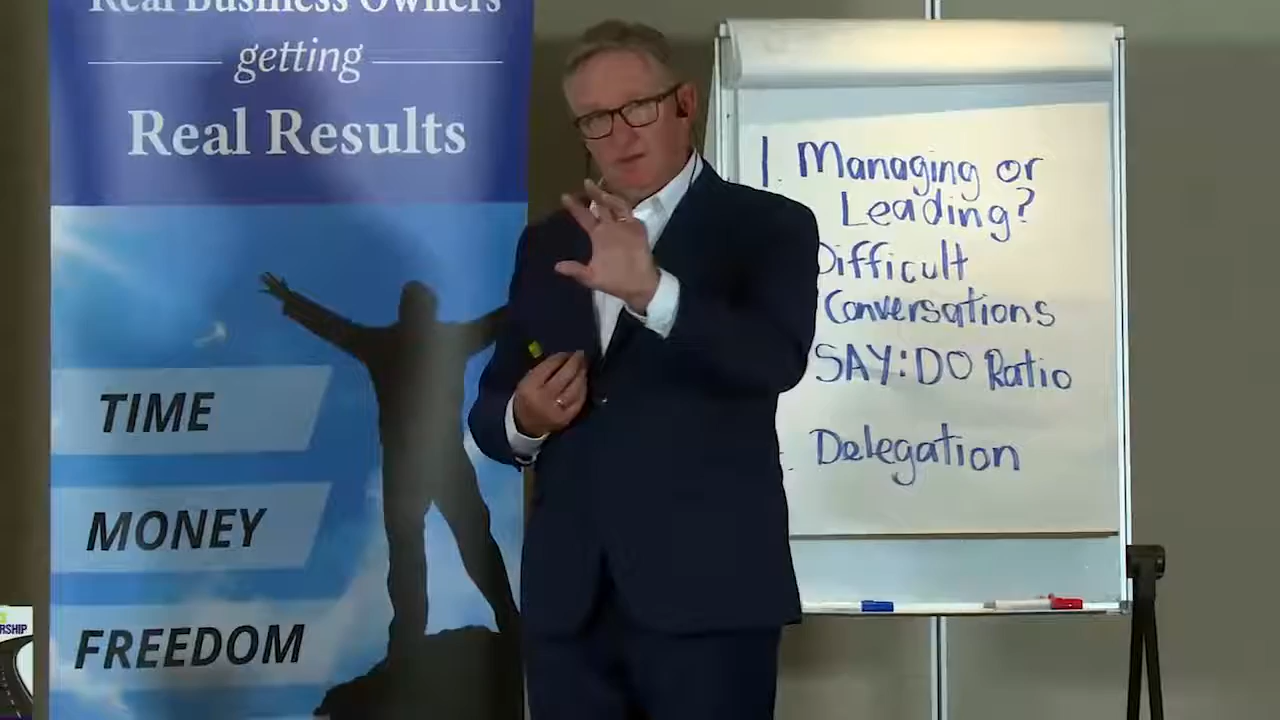 Real Business Owners
getting
Real Results
TIME
MONEY
FREEDOM
RSHIP
1. Managing or
Leading?
Difficult
Conversations
SAY:DO Ratio
. Delegation